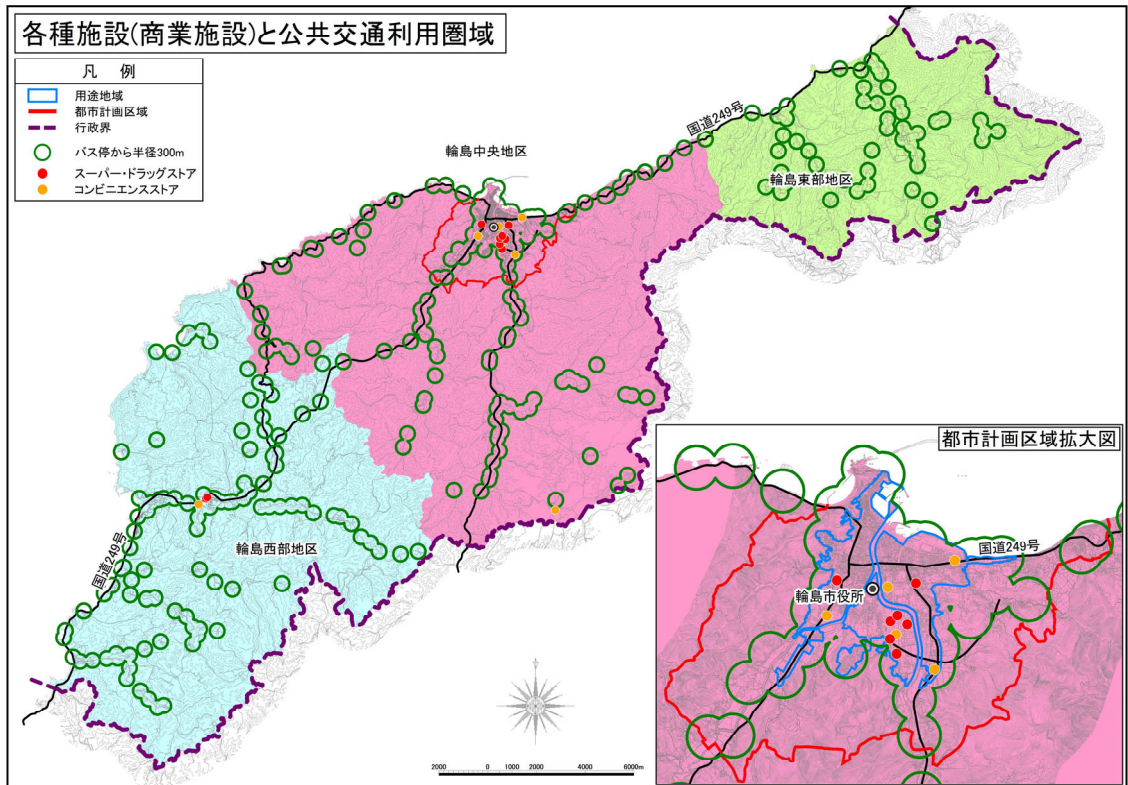 各種施設(商業施設)と公共交通利用圏域
凡 例
用途地域
都市計画区域
行政界
バス停から半径300m
スーパー・ドラッグストア
コンビニエンスストア
輪島中央地区
国道249号
輪島東部地区
国道249号
輪島西部地区
都市計画区域拡大図
国道249号
輪島市役所
2000 0 2000 4000 6000m